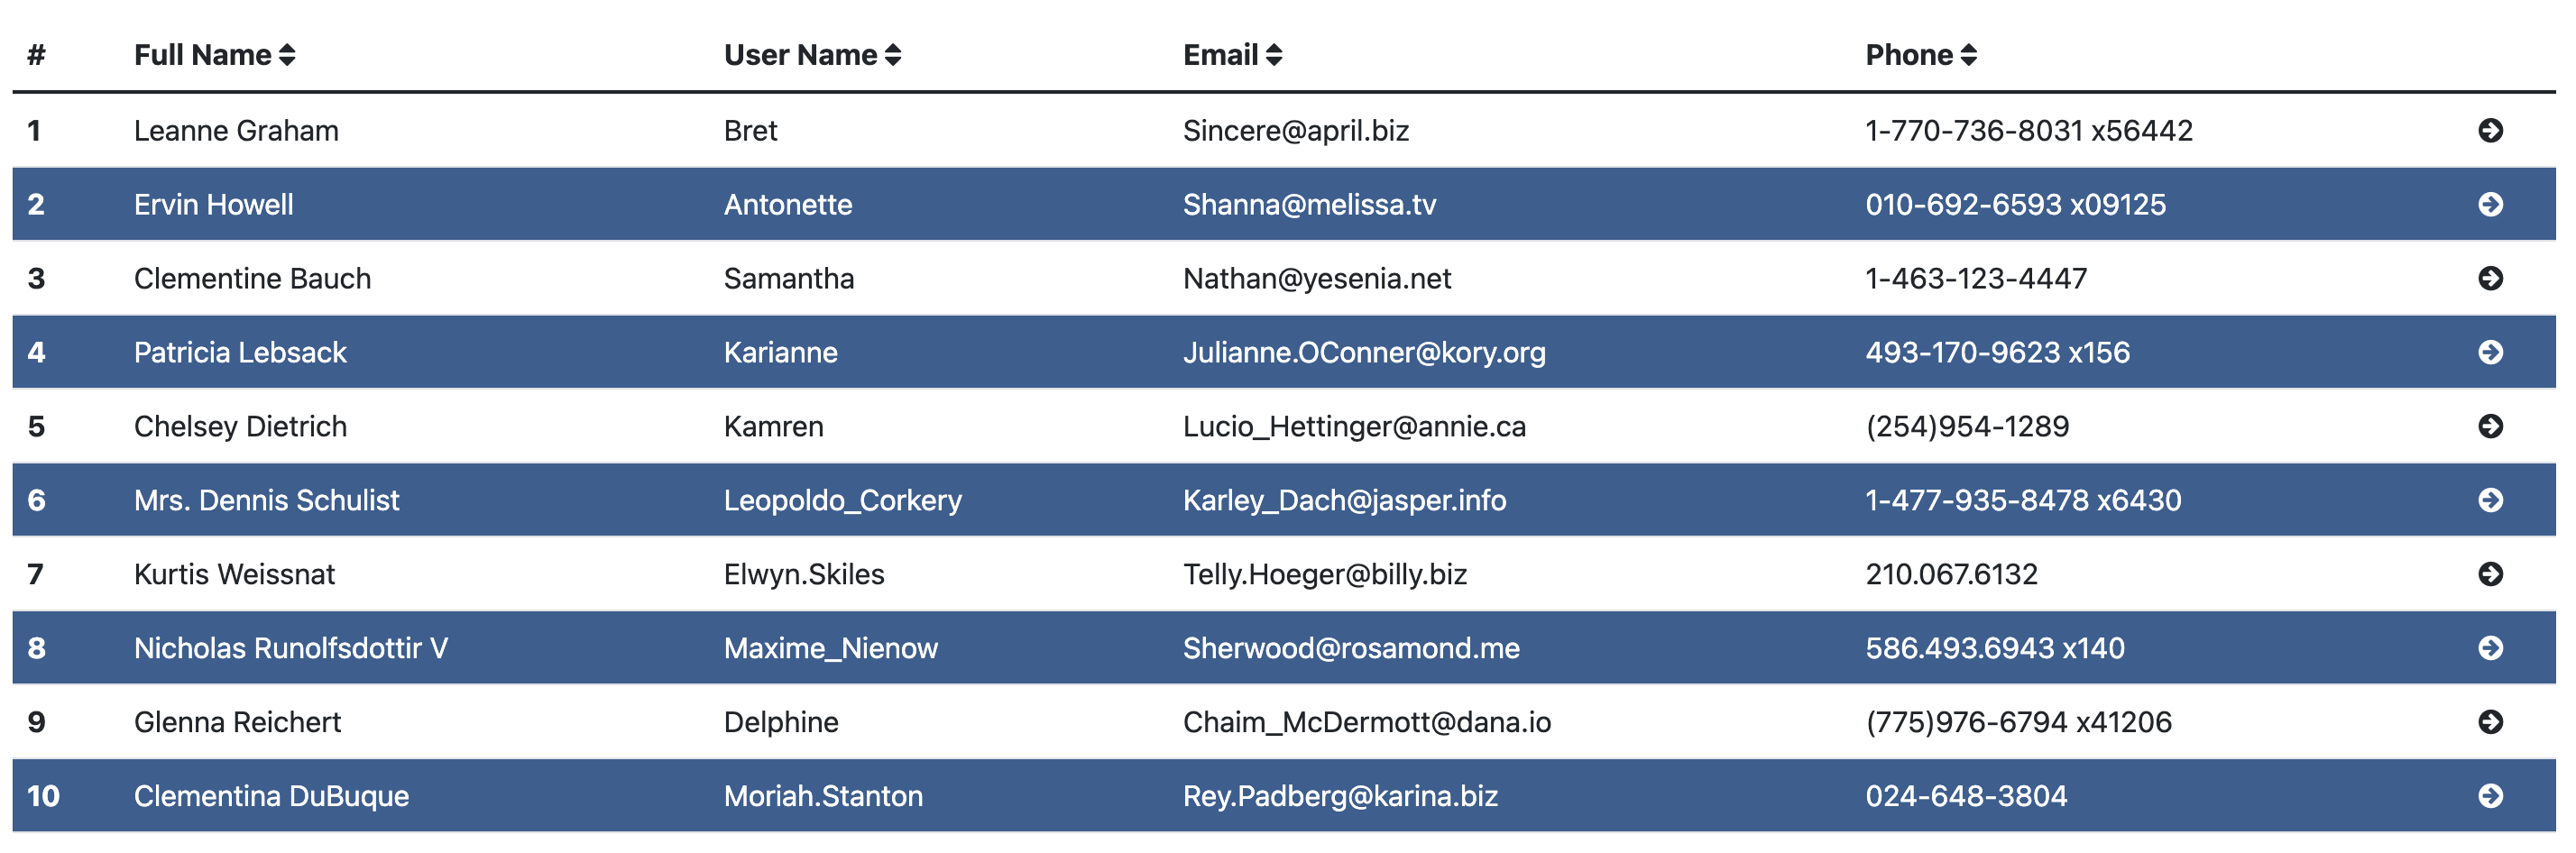 # Full Name User Name Email Phone
1 Leanne Graham Bret Sincere@april.biz 1-770-736-8031 x56442
2 Ervin Howell Antonette Shanna@melissa.tv 010-692-6593 x09125
3 Clementine Bauch Samantha Nathan@yesenia.net 1-463-123-4447
4 Patricia Lebsack Karianne Julianne.OConner@kory.org 493-170-9623 x156
5 Chelsey Dietrich Kamren Lucio_Hettinger@annie.ca (254)954-1289
6 Mrs. Dennis Schulist Leopoldo_Corkery Karley_Dach@jasper.info 1-477-935-8478 x6430
7 Kurtis Weissnat Elwyn.Skiles Telly.Hoeger@billy.biz 210.067.6132
8 Nicholas Runolfsdottir V Maxime_Nienow Sherwood@rosamond.me 586.493.6943 x140
9 Glenna Reichert Delphine Chaim_McDermott@dana.io (775)976-6794 x41206
10 Clementina DuBuque Moriah.Stanton Rey.Padberg@karina.biz 024-648-3804